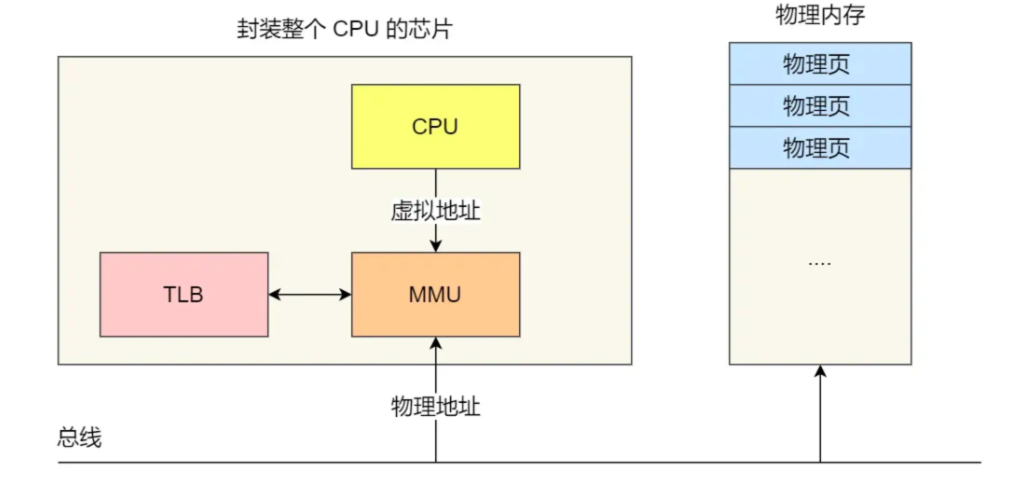 封装整个 CPU 的芯片
物理内存
物理页
物理页
物理页
CPU
虚拟地址
TLB
MMU
....
物理地址
总线